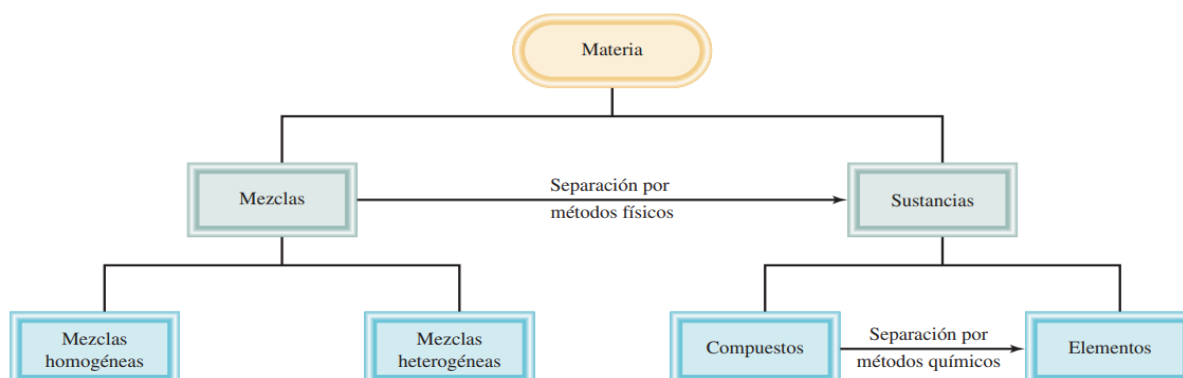 Materia
Mezclas
Separación por
métodos físicos
Sustancias
Mezclas
homogéneas
Mezclas
heterogéneas
Compuestos
Separación por
métodos químicos
Elementos